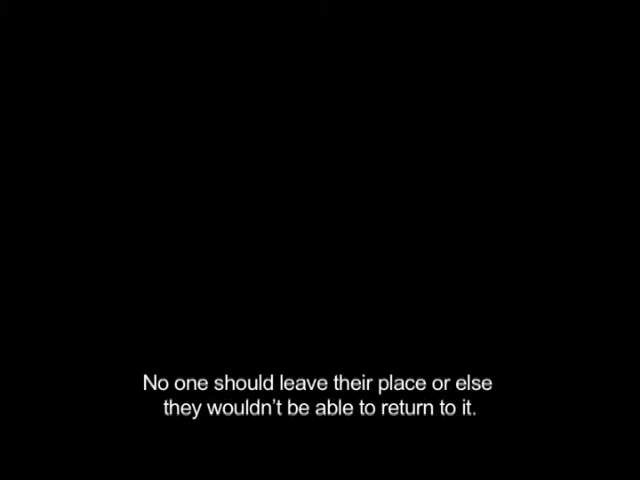 No one should leave their place or else
they wouldn't be able to return to it.